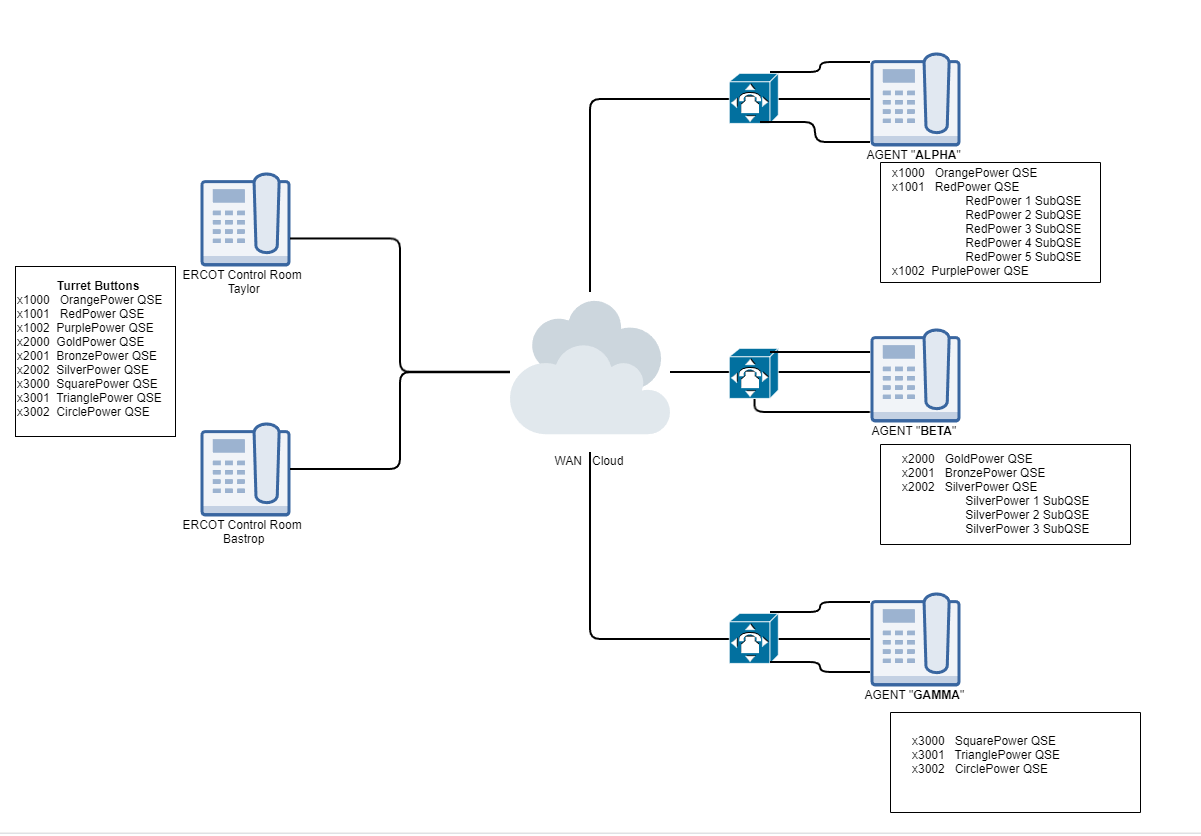 ERCOT Control Room
Taylor
Turret Buttons
x1000 OrangePower QSE
x1001 RedPower QSE
x1002 PurplePower QSE
x2000 GoldPower QSE
x2001 BronzePower QSE
x2002 SilverPower QSE
x3000 SquarePower QSE
x3001 TrianglePower QSE
x3002 CirclePower QSE
ERCOT Control Room
Bastrop
WAN Cloud
AGENT "ALPHA"
x1000 OrangePower QSE
x1001 RedPower QSE
RedPower 1 SubQSE
RedPower 2 SubQSE
RedPower 3 SubQSE
RedPower 4 SubQSE
RedPower 5 SubQSE
x1002 PurplePower QSE
AGENT "BETA"
x2000 GoldPower QSE
x2001 BronzePower QSE
x2002 SilverPower QSE
SilverPower 1 SubQSE
SilverPower 2 SubQSE
SilverPower 3 SubQSE
AGENT "GAMMA"
x3000 SquarePower QSE
x3001 TrianglePower QSE
x3002 CirclePower QSE